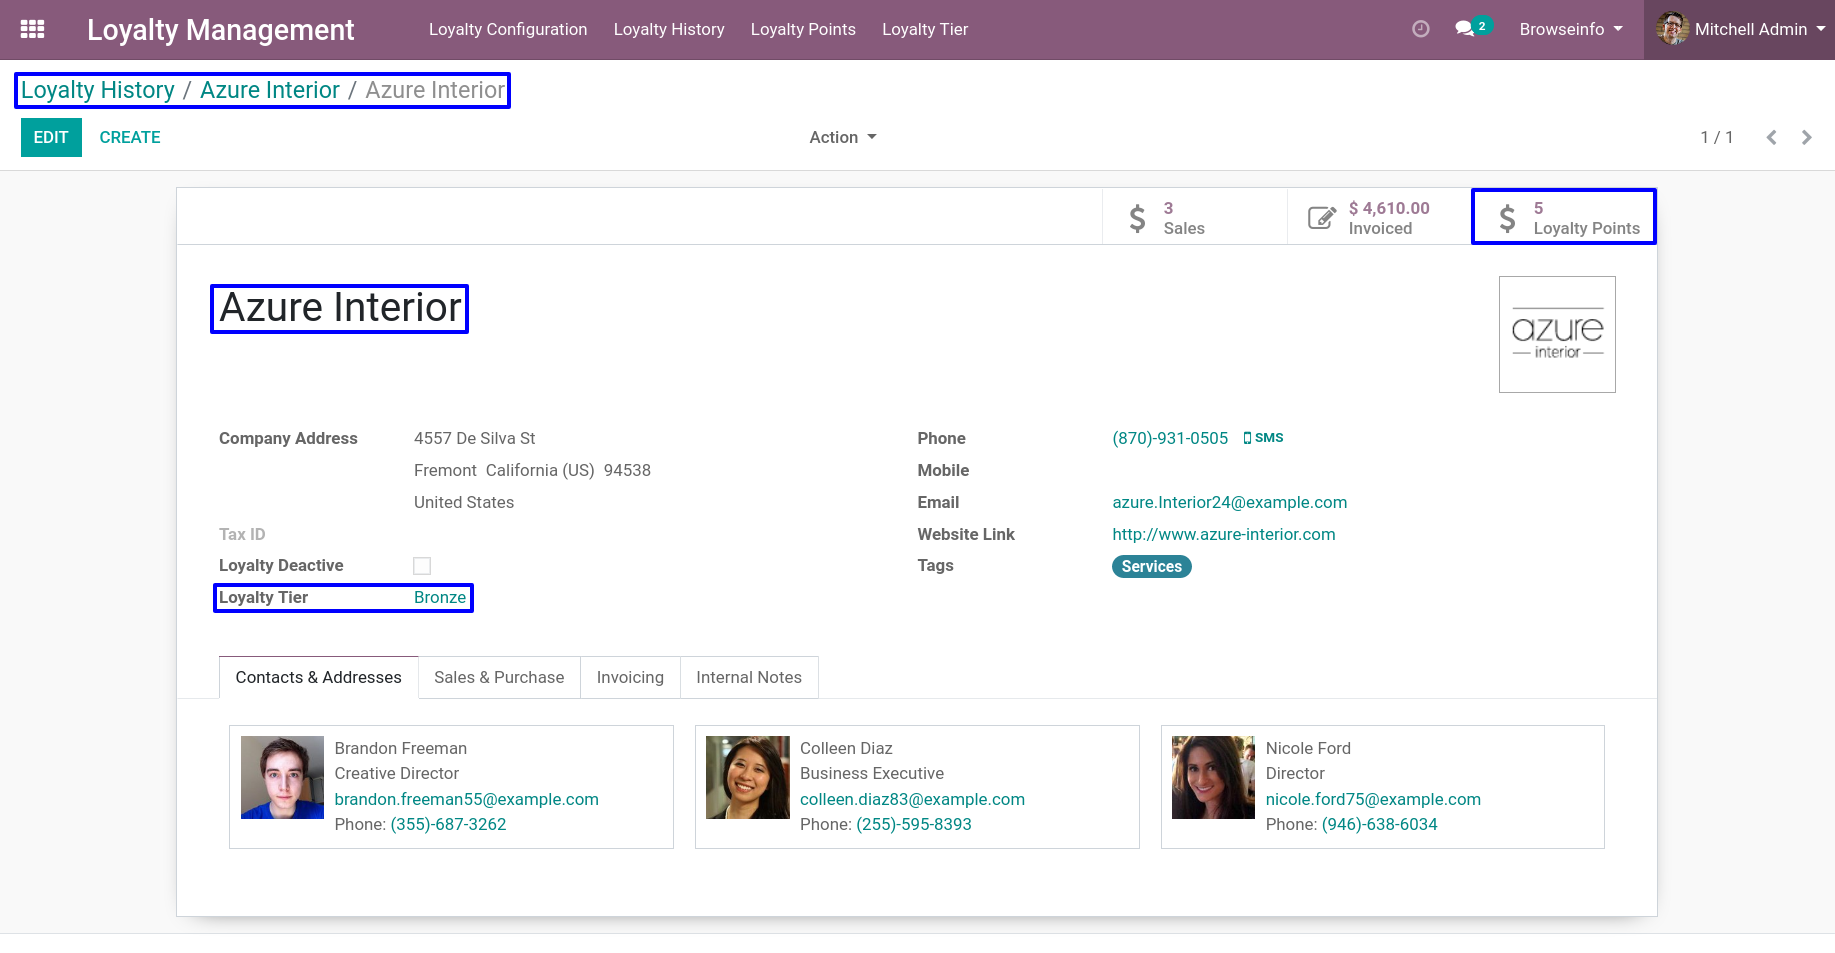 Loyalty Management
Loyalty Configuration
Loyalty History
Loyalty Points
Loyalty Tier
2
Browseinfo
Mitchell Admin
Loyalty History / Azure Interior / Azure Interior
EDIT
CREATE
Action
1 / 1
3
Sales
$ 4,610.00
Invoiced
5
Loyalty Points
Azure Interior
azure
interior
Company Address
4557 De Silva St
Fremont California (US) 94538
United States
Tax ID
Loyalty Deactive
Loyalty Tier Bronze
Phone (870)-931-0505 SMS
Mobile
Email azure.Interior24@example.com
Website Link http://www.azure-interior.com
Tags Services
Contacts & Addresses
Sales & Purchase
Invoicing
Internal Notes
Brandon Freeman
Creative Director
brandon.freeman55@example.com
Phone: (355)-687-3262
Colleen Diaz
Business Executive
colleen.diaz83@example.com
Phone: (255)-595-8393
Nicole Ford
Director
nicole.ford75@example.com
Phone: (946)-638-6034